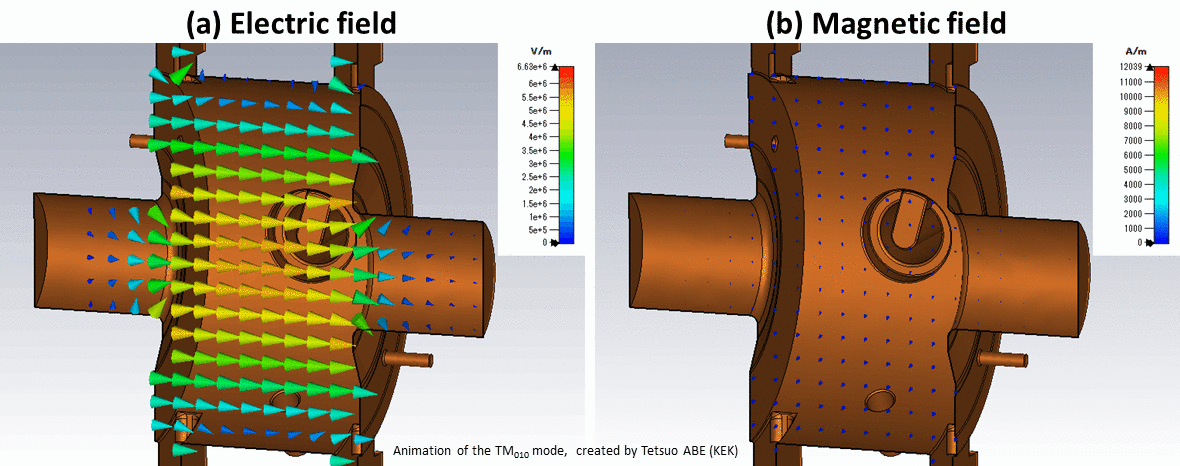 (a) Electric field
(b) Magnetic field
V/m
6.63e+6
6e+6
5.5e+6
5e+6
4.5e+6
4e+6
3.5e+6
3e+6
2.5e+6
2e+6
1.5e+6
1e+6
5e+5
0
A/m
12039
11000
10000
9000
8000
7000
6000
5000
4000
3000
2000
1000
0
Animation of the TM₀₁₀ mode, created by Tetsuo ABE (KEK)